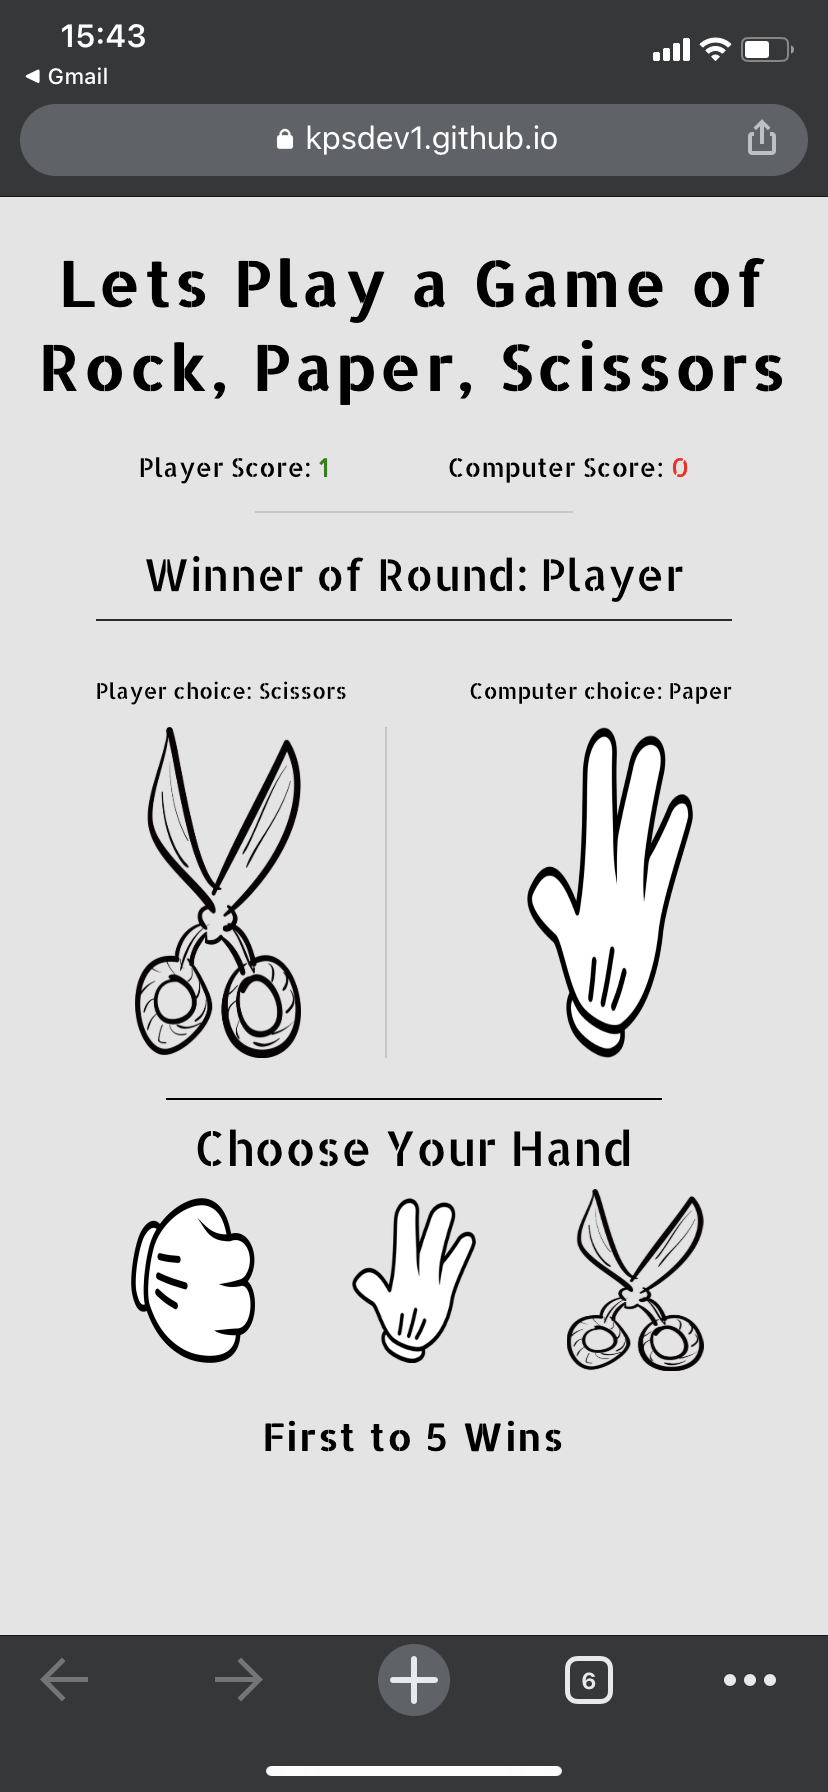 15:43
Gmail
kpsdev1.github.io
Lets Play a Game of
Rock, Paper, Scissors
Player Score: 1
Computer Score: 0
Winner of Round: Player
Player choice: Scissors
Computer choice: Paper
Choose Your Hand
First to 5 Wins
6